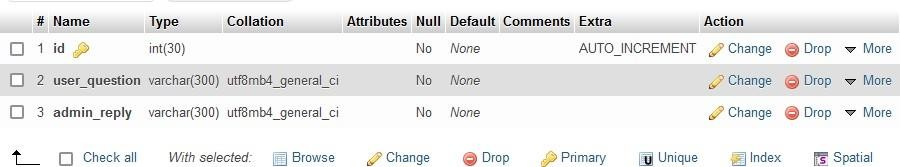 # Name Type Collation Attributes Null Default Comments Extra Action
1 id int(30) No None AUTO_INCREMENT Change Drop More
2 user_question varchar(300) utf8mb4_general_ci No None Change Drop More
3 admin_reply varchar(300) utf8mb4_general_ci No None Change Drop More
Check all With selected: Browse Change Drop Primary U Unique Index S Spatial